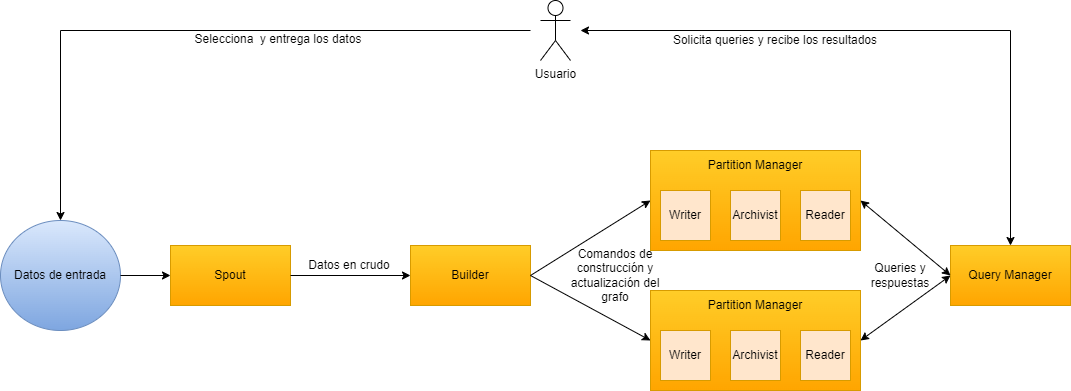 Selecciona y entrega los datos
Solicita queries y recibe los resultados
Usuario
Datos de entrada
Spout
Datos en crudo
Builder
Comandos de
construcción y
actualización del
grafo
Partition Manager
Writer
Archivist
Reader
Partition Manager
Writer
Archivist
Reader
Queries y
respuestas
Query Manager